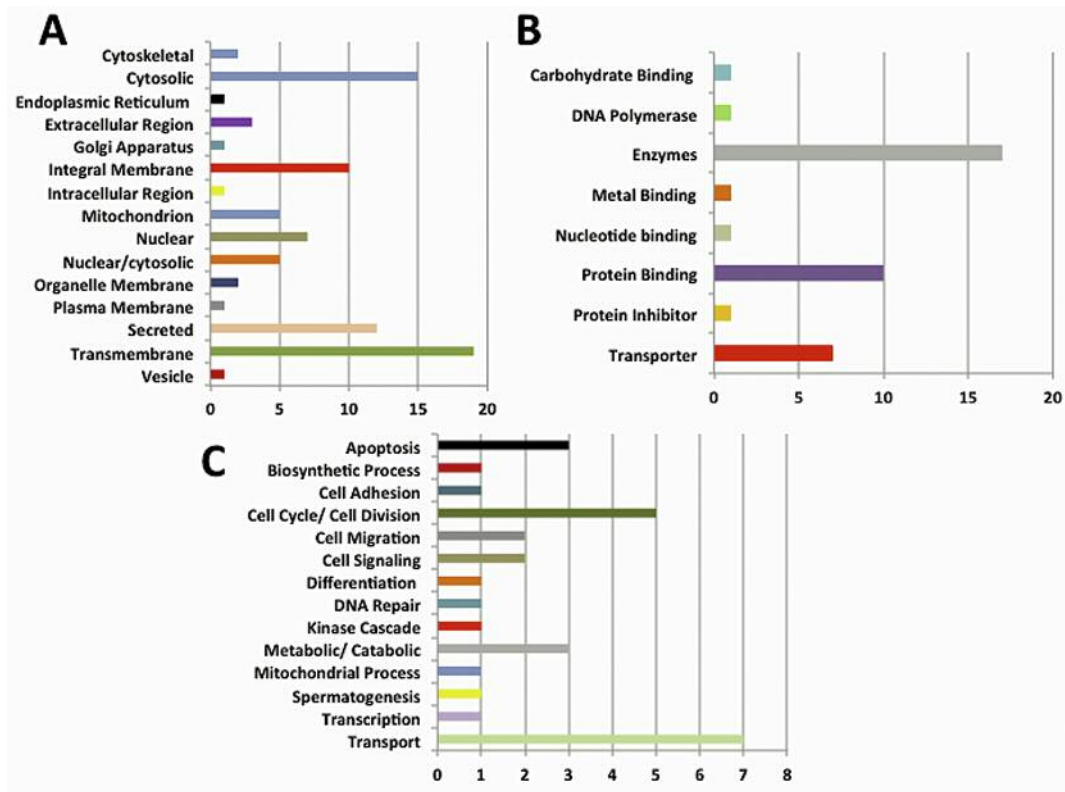 A
Cytoskeletal
Cytosolic
Endoplasmic Reticulum
Extracellular Region
Golgi Apparatus
Integral Membrane
Intracellular Region
Mitochondrion
Nuclear
Nuclear/cytosolic
Organelle Membrane
Plasma Membrane
Secreted
Transmembrane
Vesicle
0 5 10 15 20
B
Carbohydrate Binding
DNA Polymerase
Enzymes
Metal Binding
Nucleotide binding
Protein Binding
Protein Inhibitor
Transporter
0 5 10 15 20
C
Apoptosis
Biosynthetic Process
Cell Adhesion
Cell Cycle/ Cell Division
Cell Migration
Cell Signaling
Differentiation
DNA Repair
Kinase Cascade
Metabolic/ Catabolic
Mitochondrial Process
Spermatogenesis
Transcription
Transport
0 1 2 3 4 5 6 7 8